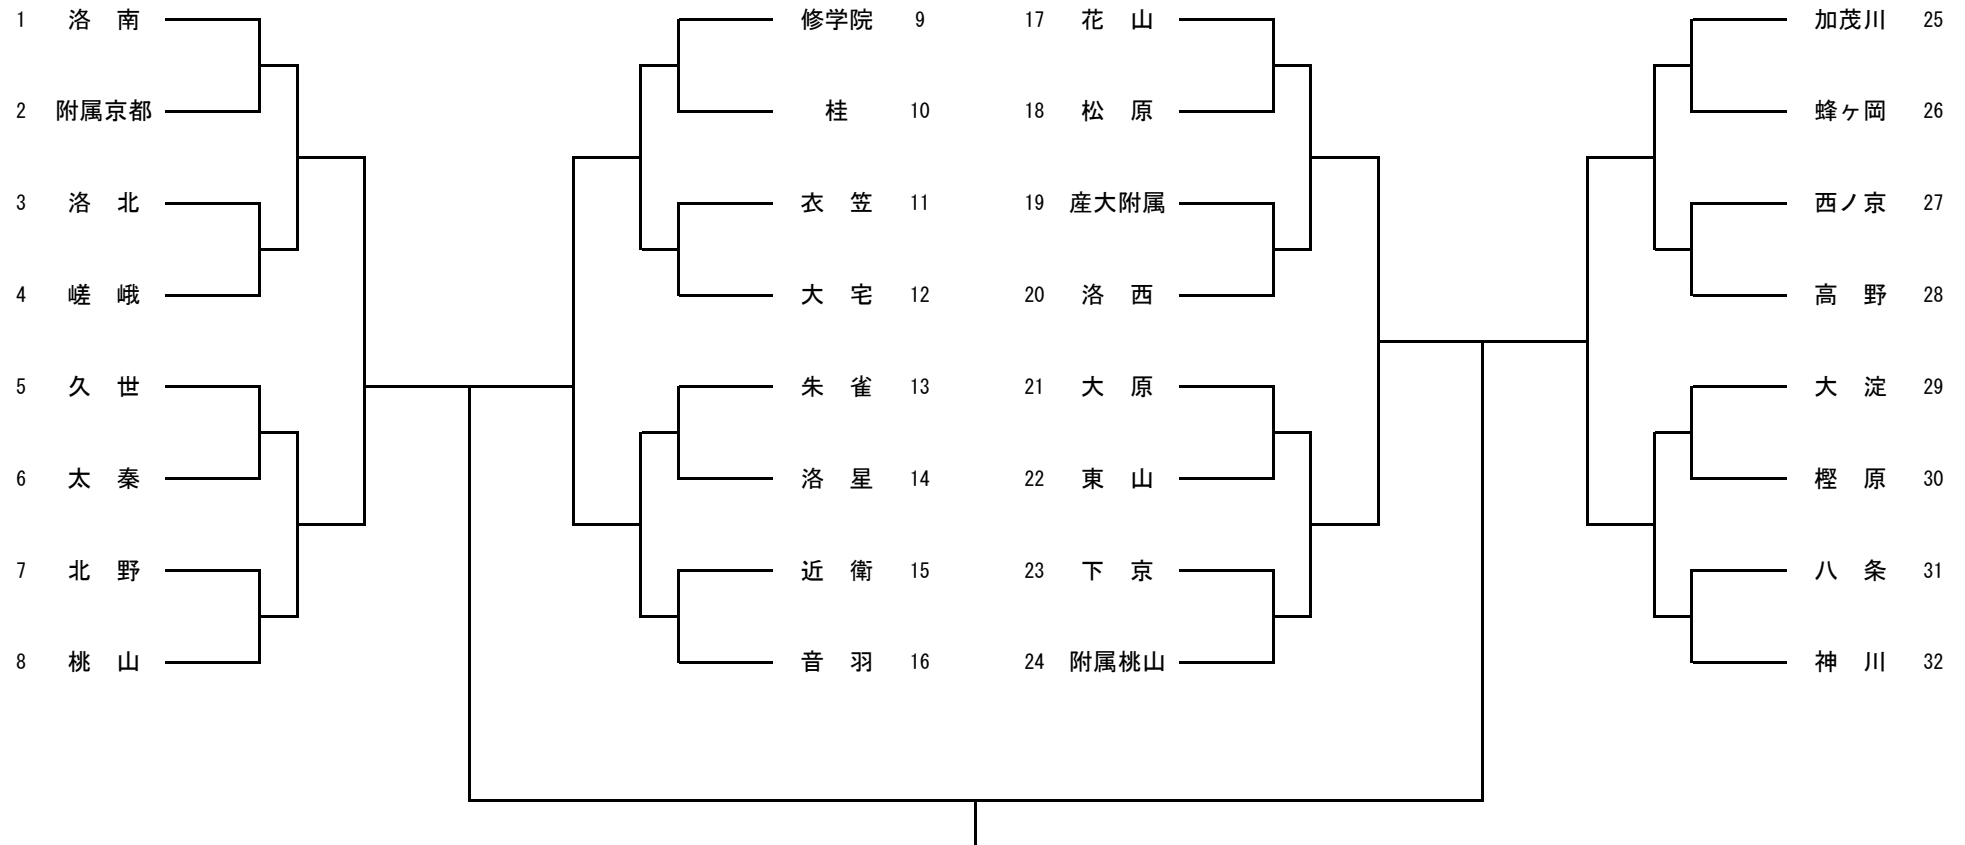 1 洛 南
2 附属京都
3 洛 北
4 嵯 峨
5 久 世
6 太 秦
7 北 野
8 桃 山
修学院 9
桂 10
衣 笠 11
大 宅 12
朱 雀 13
洛 星 14
近 衛 15
音 羽 16
17 花 山
18 松 原
19 産大附属
20 洛 西
21 大 原
22 東 山
23 下 京
24 附属桃山
加茂川 25
蜂ヶ岡 26
西ノ京 27
高 野 28
大 淀 29
樫 原 30
八 条 31
神 川 32